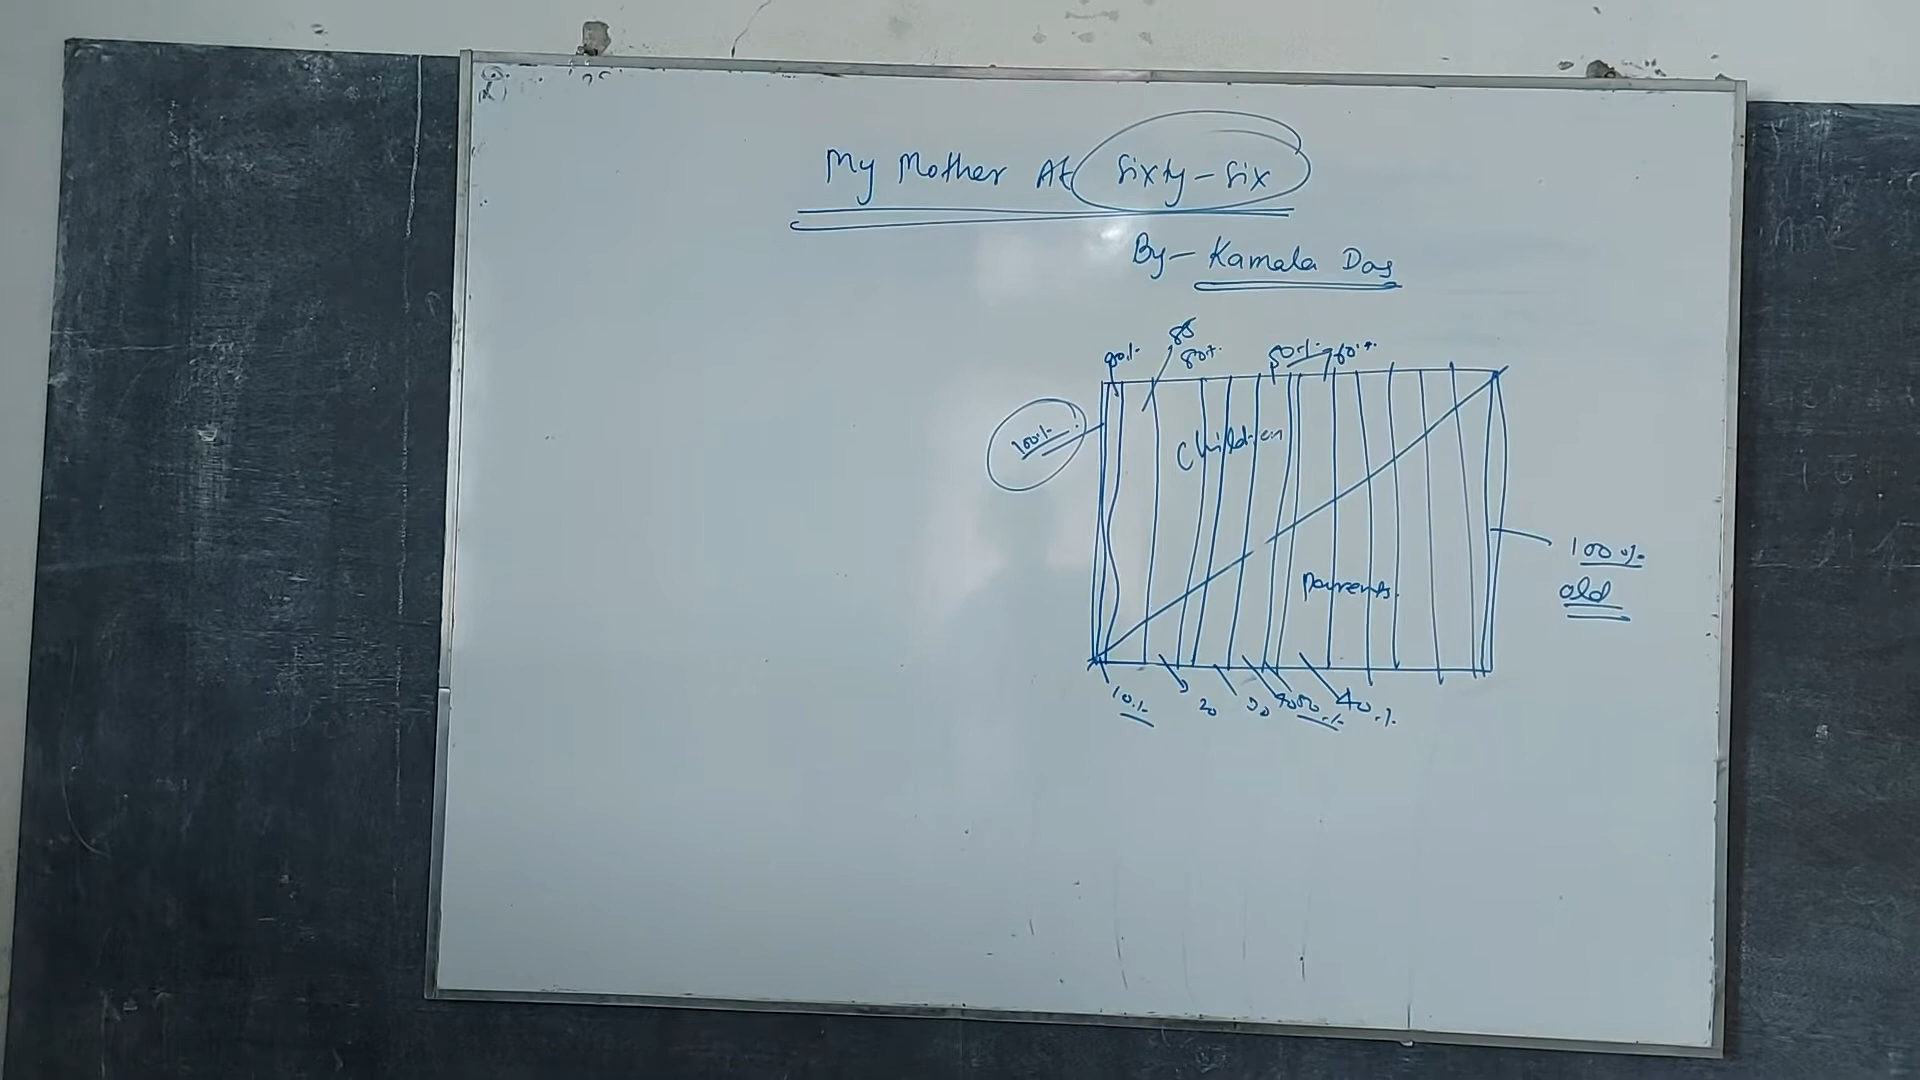 My Mother At Sixty-Six
By- Kamala Das
80
90% 80% 50% 60%
100%
Children
100%
old
Parents
10% 20 30 40 50% 40%